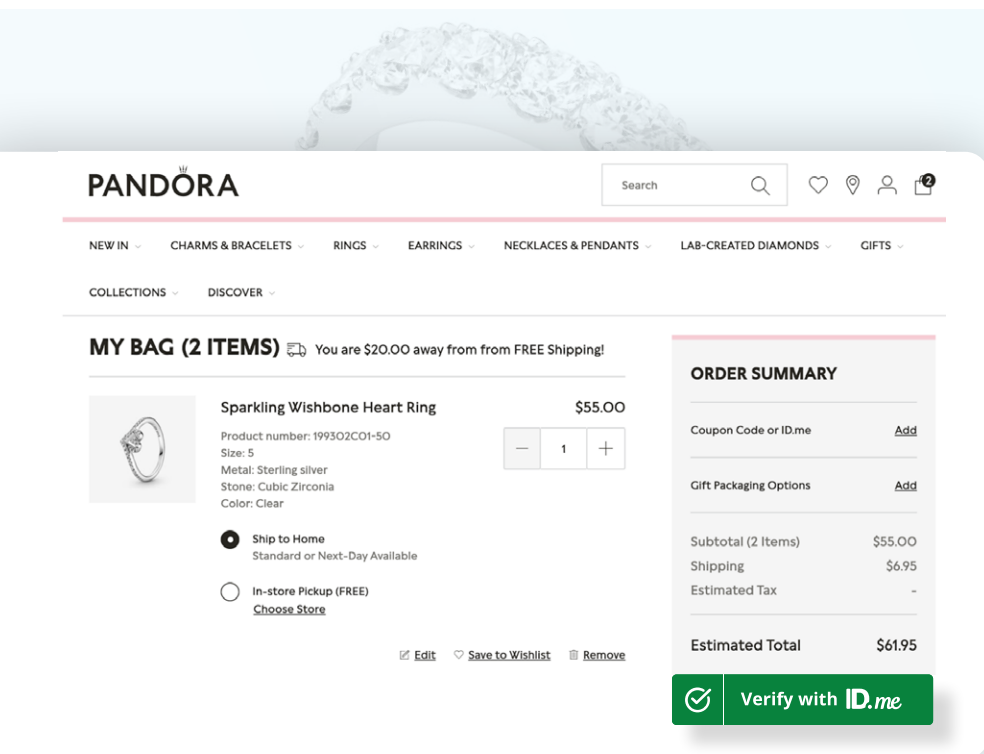 PANDORA
Search
2
NEW IN
CHARMS & BRACELETS
RINGS
EARRINGS
NECKLACES & PENDANTS
LAB-CREATED DIAMONDS
GIFTS
COLLECTIONS
DISCOVER
MY BAG (2 ITEMS)
You are $20.00 away from from FREE Shipping!
Sparkling Wishbone Heart Ring
$55.00
Product number: 199302C01-50
Size: 5
Metal: Sterling silver
Stone: Cubic Zirconia
Color: Clear
1
Ship to Home
Standard or Next-Day Available
In-store Pickup (FREE)
Choose Store
Edit
Save to Wishlist
Remove
ORDER SUMMARY
Coupon Code or ID.me Add
Gift Packaging Options Add
Subtotal (2 Items) $55.00
Shipping $6.95
Estimated Tax -
Estimated Total $61.95
Verify with ID.me